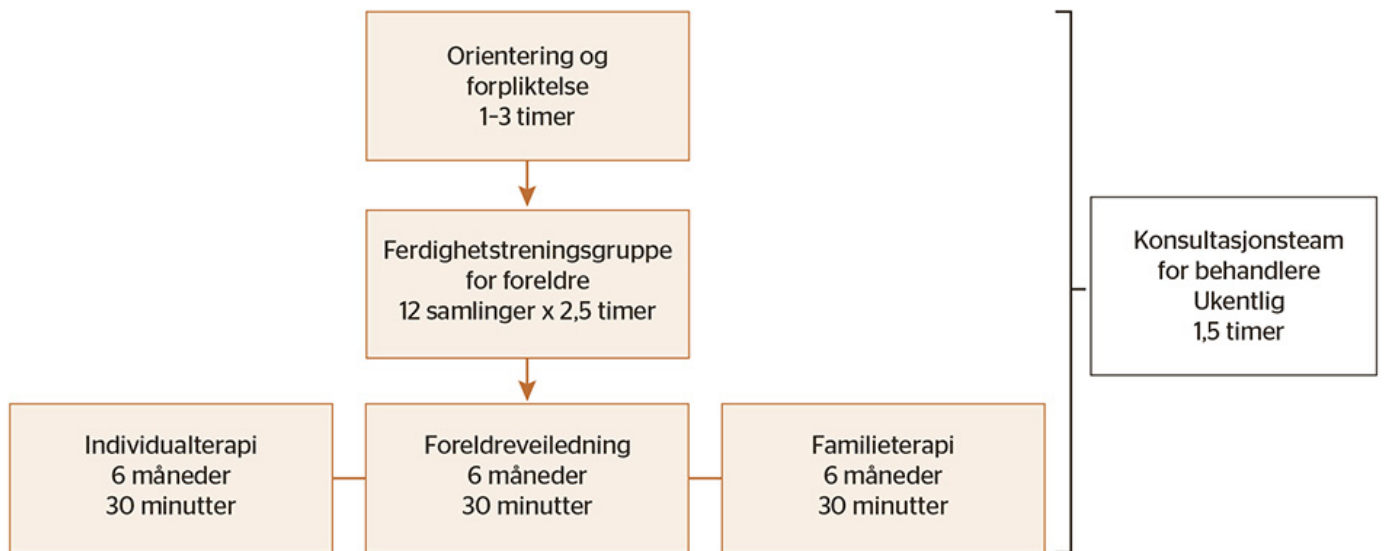 Orientering og
forpliktelse
1–3 timer
Ferdighetstreningsgruppe
for foreldre
12 samlinger x 2,5 timer
Konsultasjonsteam
for behandlere
Ukentlig
1,5 timer
Individualterapi
6 måneder
30 minutter
Foreldreveiledning
6 måneder
30 minutter
Familieterapi
6 måneder
30 minutter